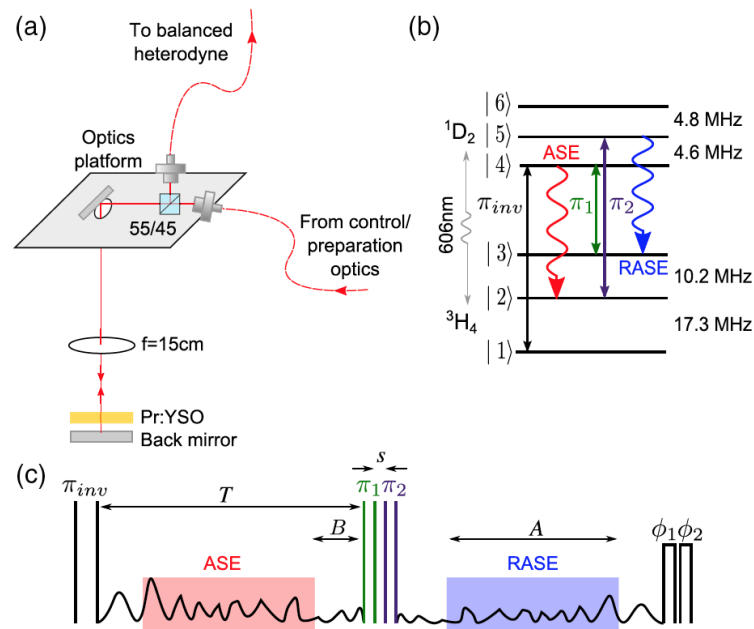 (a)
To balanced
heterodyne
Optics
platform
55/45
From control/
preparation
optics
f=15cm
Pr:YSO
Back mirror
(b)
|6⟩
4.8 MHz
¹D₂
|5⟩
ASE
4.6 MHz
|4⟩
π_inv
π₁
π₂
606nm
|3⟩
RASE
10.2 MHz
|2⟩
³H₄
17.3 MHz
|1⟩
(c)
s
π_inv
T
π₁
π₂
B
A
ϕ₁
ϕ₂
ASE
RASE